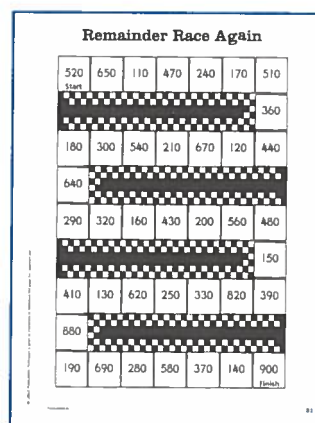 Remainder Race Again
520 650 110 470 240 170 510
Start
360
180 300 540 210 670 120 440
640
290 320 160 430 200 560 480
150
410 130 620 250 330 820 390
880
190 690 280 580 370 140 900
Finish